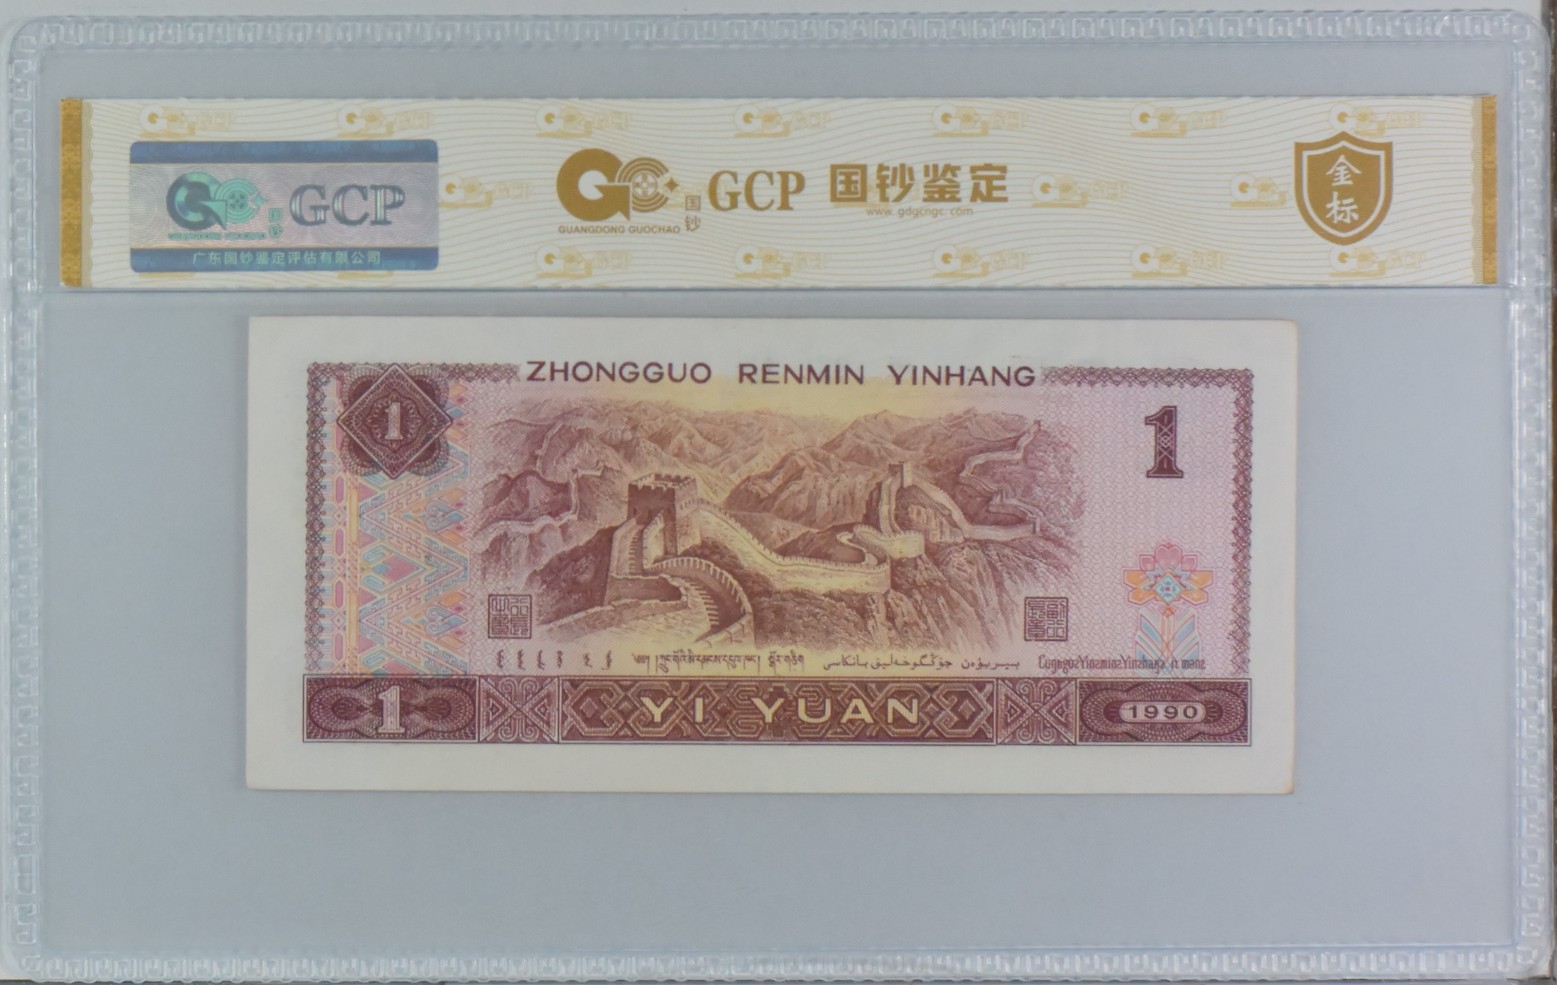 GCP
广东国钞鉴定评估有限公司
GUANGDONG GUOCHAO
国钞
GCP 国钞鉴定
www.gdgcngc.com
金标
ZHONGGUO RENMIN YINHANG
1
1
1
YI YUAN
1990